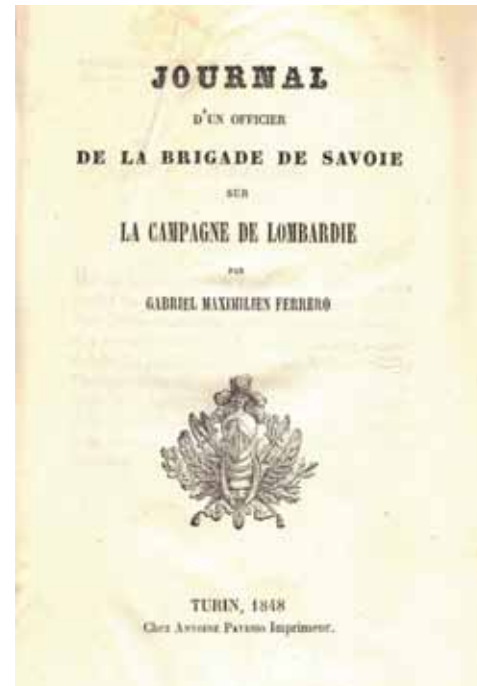 JOURNAL
D'UN OFFICIER
DE LA BRIGADE DE SAVOIE
SUR
LA CAMPAGNE DE LOMBARDIE
PAR
GABRIEL MAXIMILIEN FERRERO
TURIN, 1848
Chez ANTOINE PAVESIO Imprimeur.